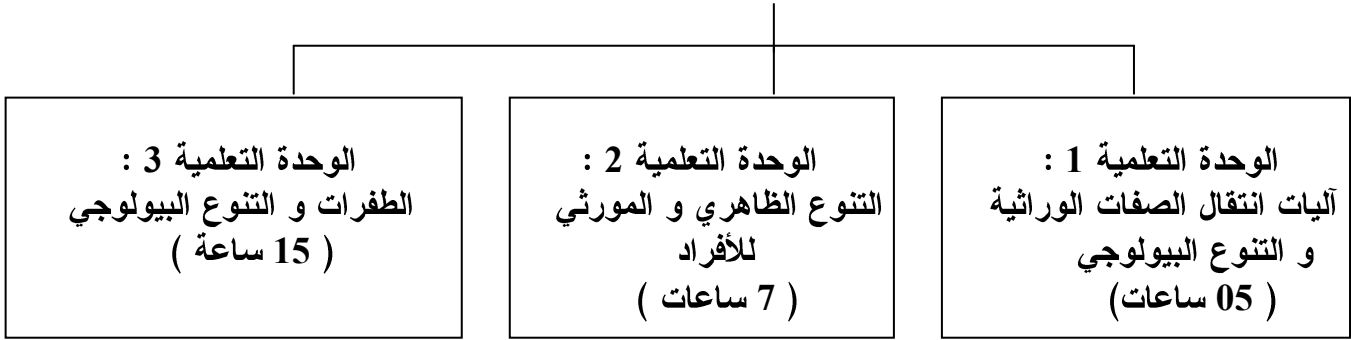 الوحدة التعلمية 1 :
آليات انتقال الصفات الوراثية
و التنوع البيولوجي
( 05 ساعات)
الوحدة التعلمية 2 :
التنوع الظاهري و المورثي
للأفراد
( 7 ساعات )
الوحدة التعلمية 3 :
الطفرات و التنوع البيولوجي
( 15 ساعة )